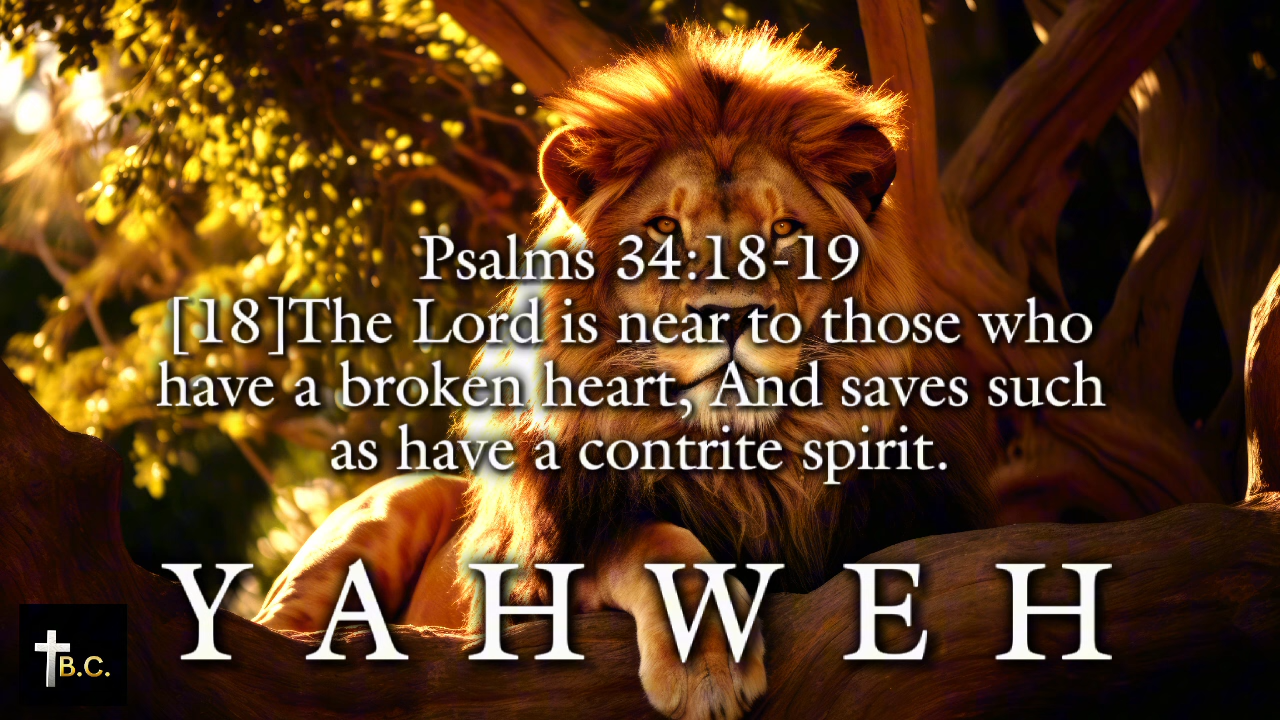 Psalms 34:18-19
[18]The Lord is near to those who
have a broken heart, And saves such
as have a contrite spirit.
YAHWEH
B.C.